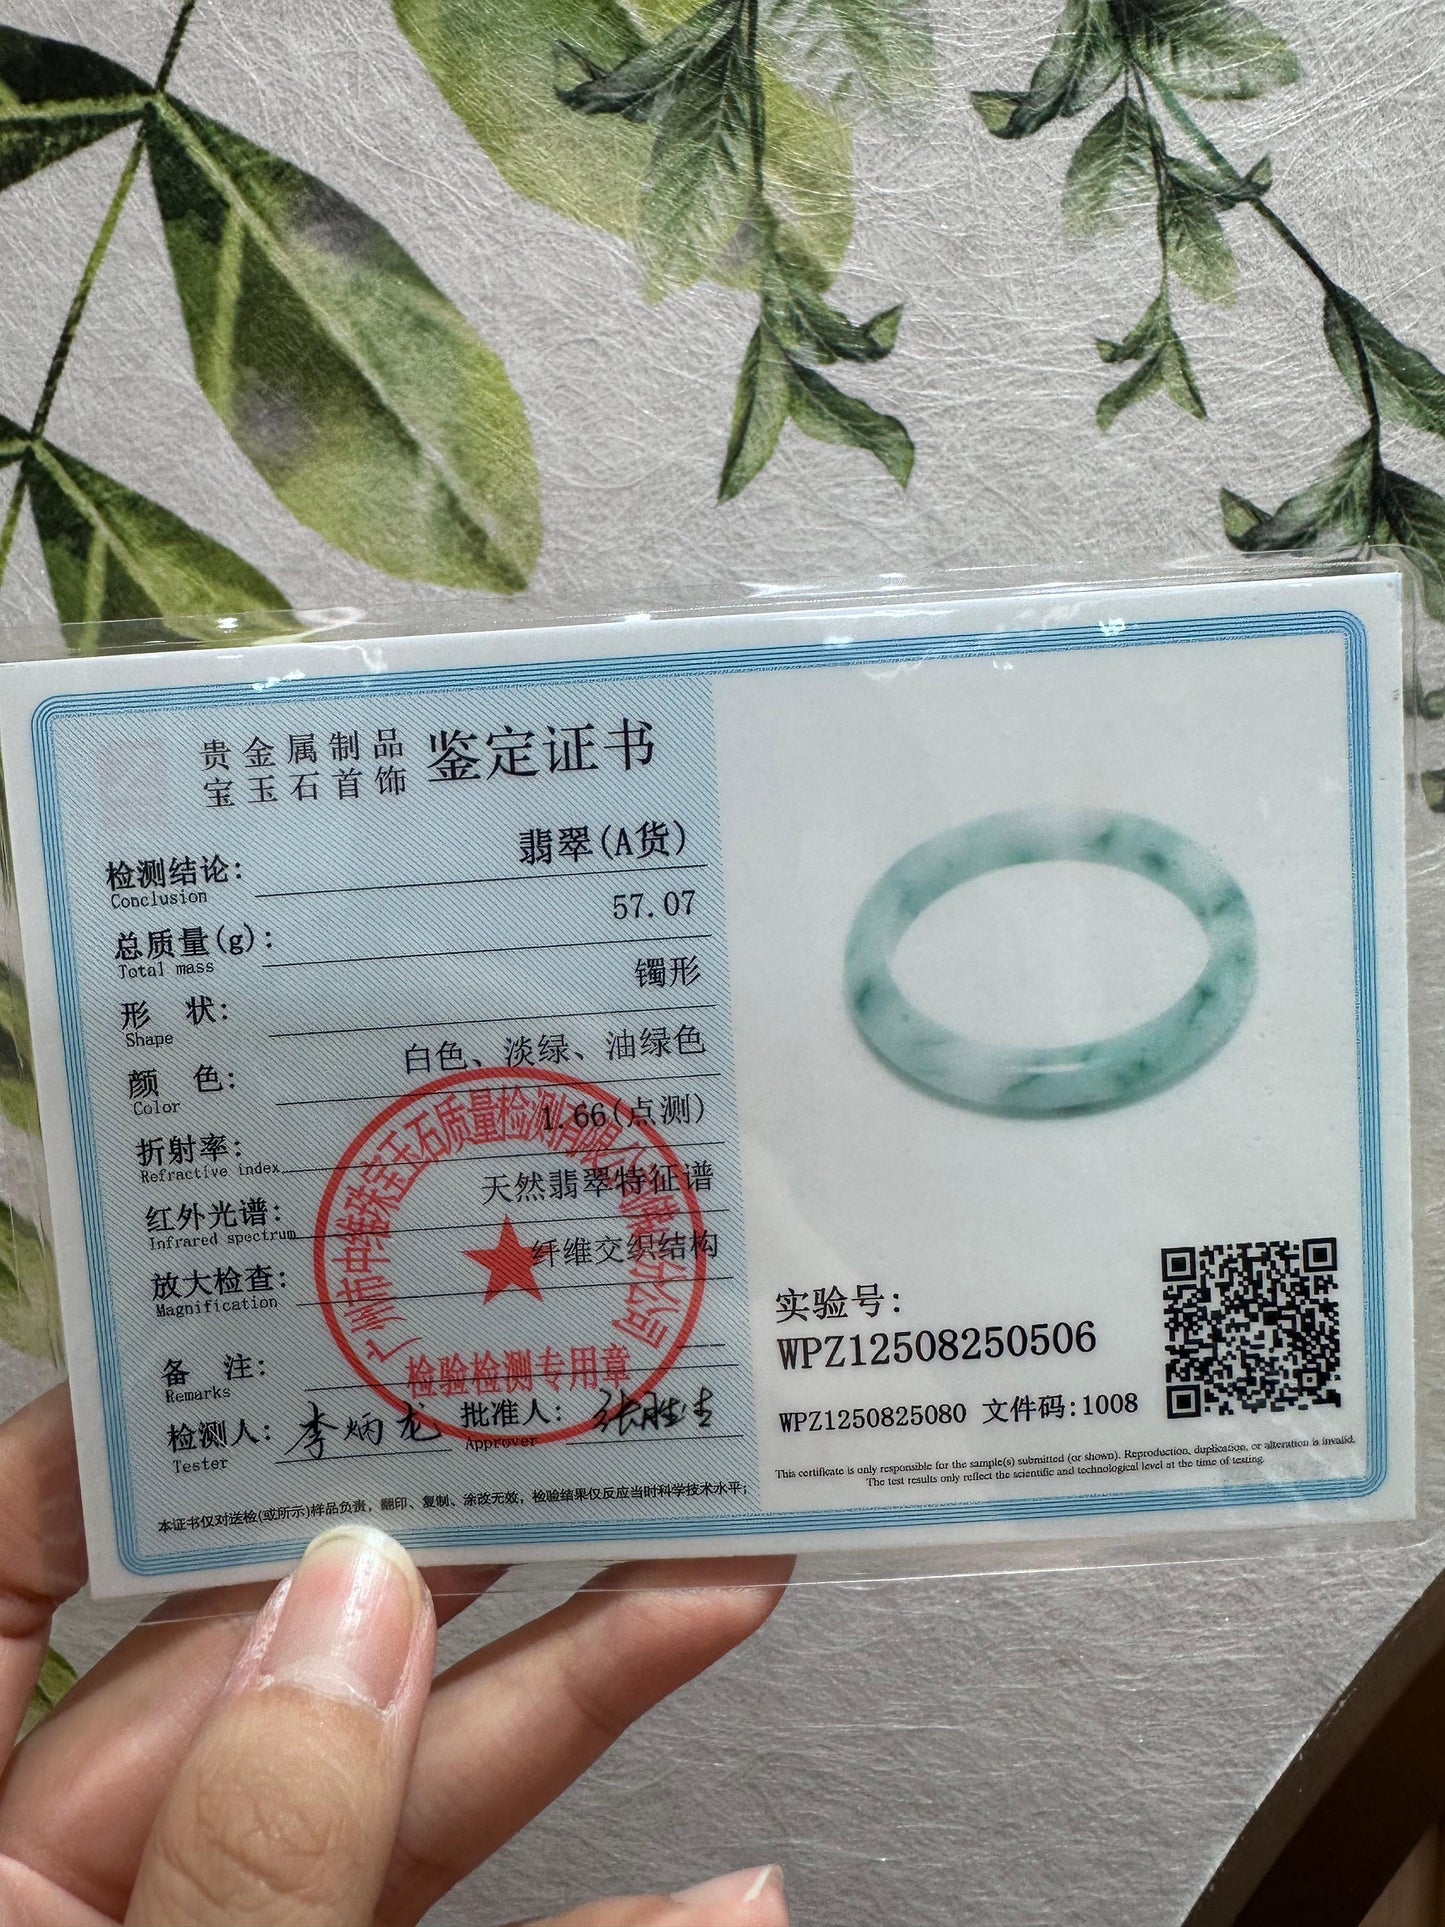 贵金属制品
宝玉石首饰
鉴定证书
检测结论: 翡翠(A货)
Conclusion
总质量(g): 57.07
Total mass
形 状: 镯形
Shape
颜 色: 白色、淡绿、油绿色
Color
折射率: 1.66(点测)
Refractive index
红外光谱: 天然翡翠特征谱
Infrared spectrum
放大检查: 纤维交织结构
Magnification
备 注:
Remarks
检测人: 李炳龙 批准人:
Tester Approver
本证书仅对送检(或所示)样品负责，翻印、复制、涂改无效，检验结果仅反应当时科学技术水平；
检验检测专用章
实验号:
WPZ12508250506
WPZ1250825080 文件码:1008
This certificate is only responsible for the sample(s) submitted (or shown). Reproduction, duplication, or alteration is invalid.
The test results only reflect the scientific and technological level at the time of testing.